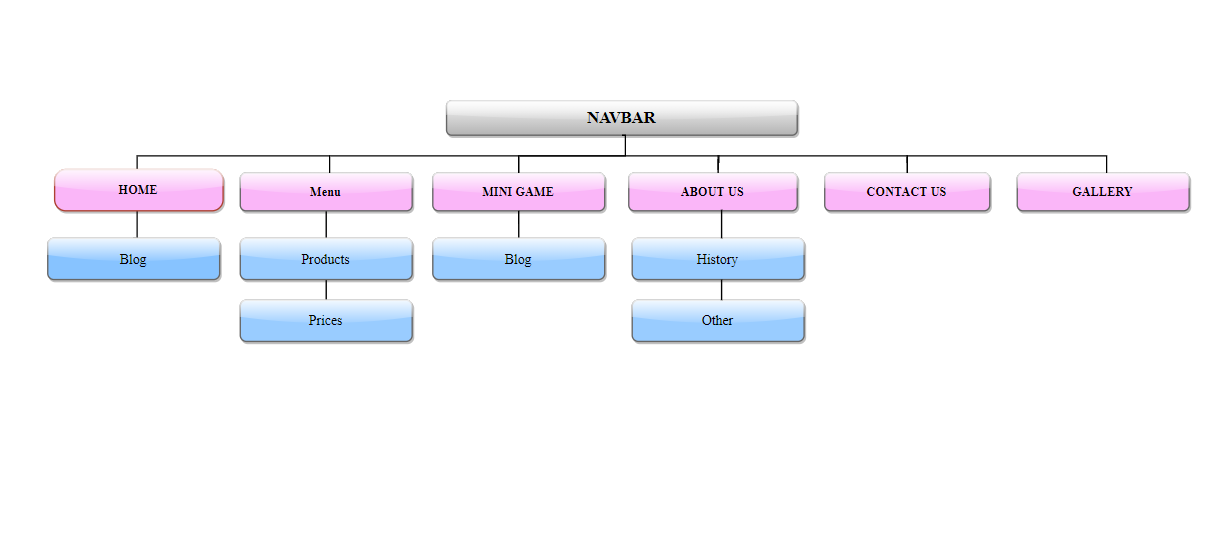 NAVBAR
HOME
Menu
MINI GAME
ABOUT US
CONTACT US
GALLERY
Blog
Products
Blog
History
Prices
Other